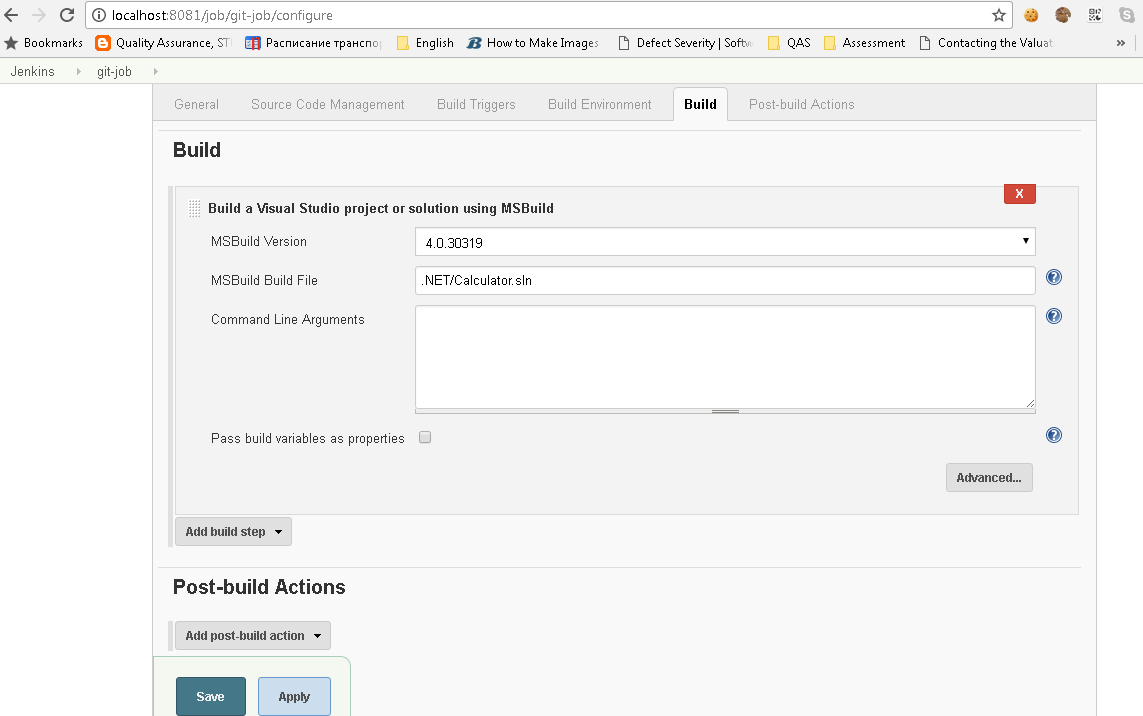 localhost:8081/job/git-job/configure
Bookmarks Quality Assurance, ST Расписание транспо English How to Make Images Defect Severity | Softw QAS Assessment Contacting the Valuat »
Jenkins git-job
General Source Code Management Build Triggers Build Environment Build Post-build Actions
Build
X
Build a Visual Studio project or solution using MSBuild
MSBuild Version 4.0.30319
MSBuild Build File .NET/Calculator.sln
Command Line Arguments
Pass build variables as properties
Advanced...
Add build step
Post-build Actions
Add post-build action
Save Apply